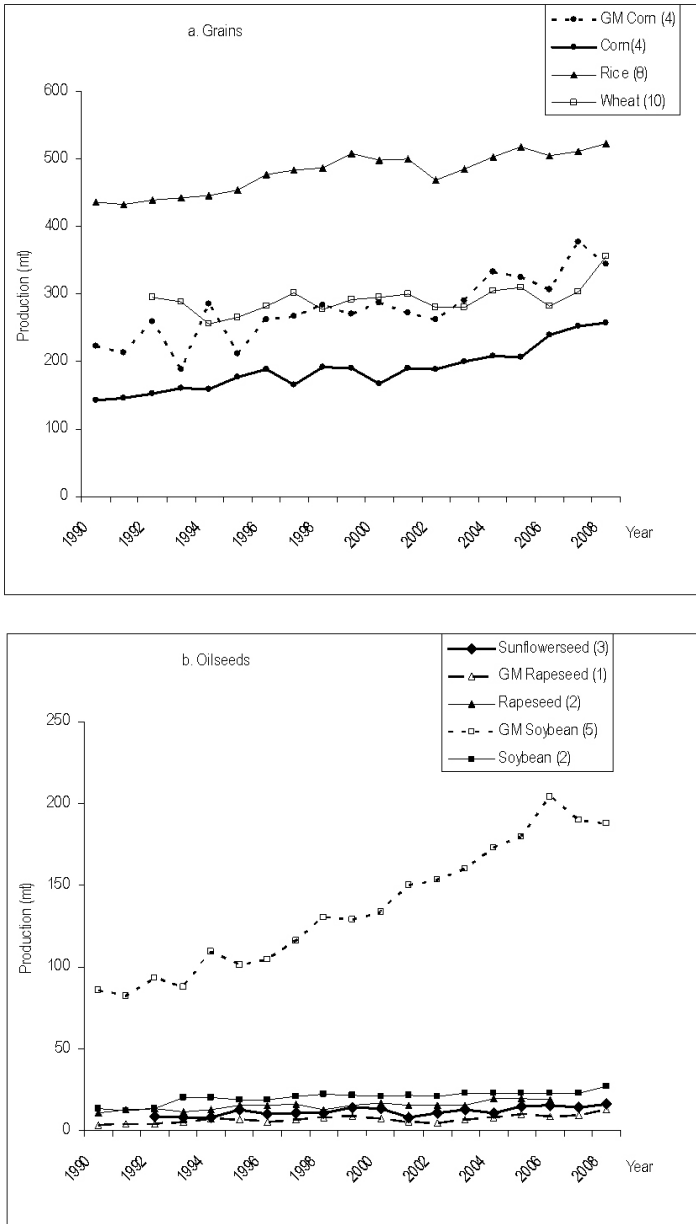 a. Grains
GM Corn (4)
Corn(4)
Rice (8)
Wheat (10)
600
500
400
300
200
100
0
Production (mt)
1990
1992
1994
1996
1998
2000
2002
2004
2006
2008
Year
b. Oilseeds
Sunflowerseed (3)
GM Rapeseed (1)
Rapeseed (2)
GM Soybean (5)
Soybean (2)
250
200
150
100
50
0
Production (mt)
1990
1992
1994
1996
1998
2000
2002
2004
2006
2008
Year